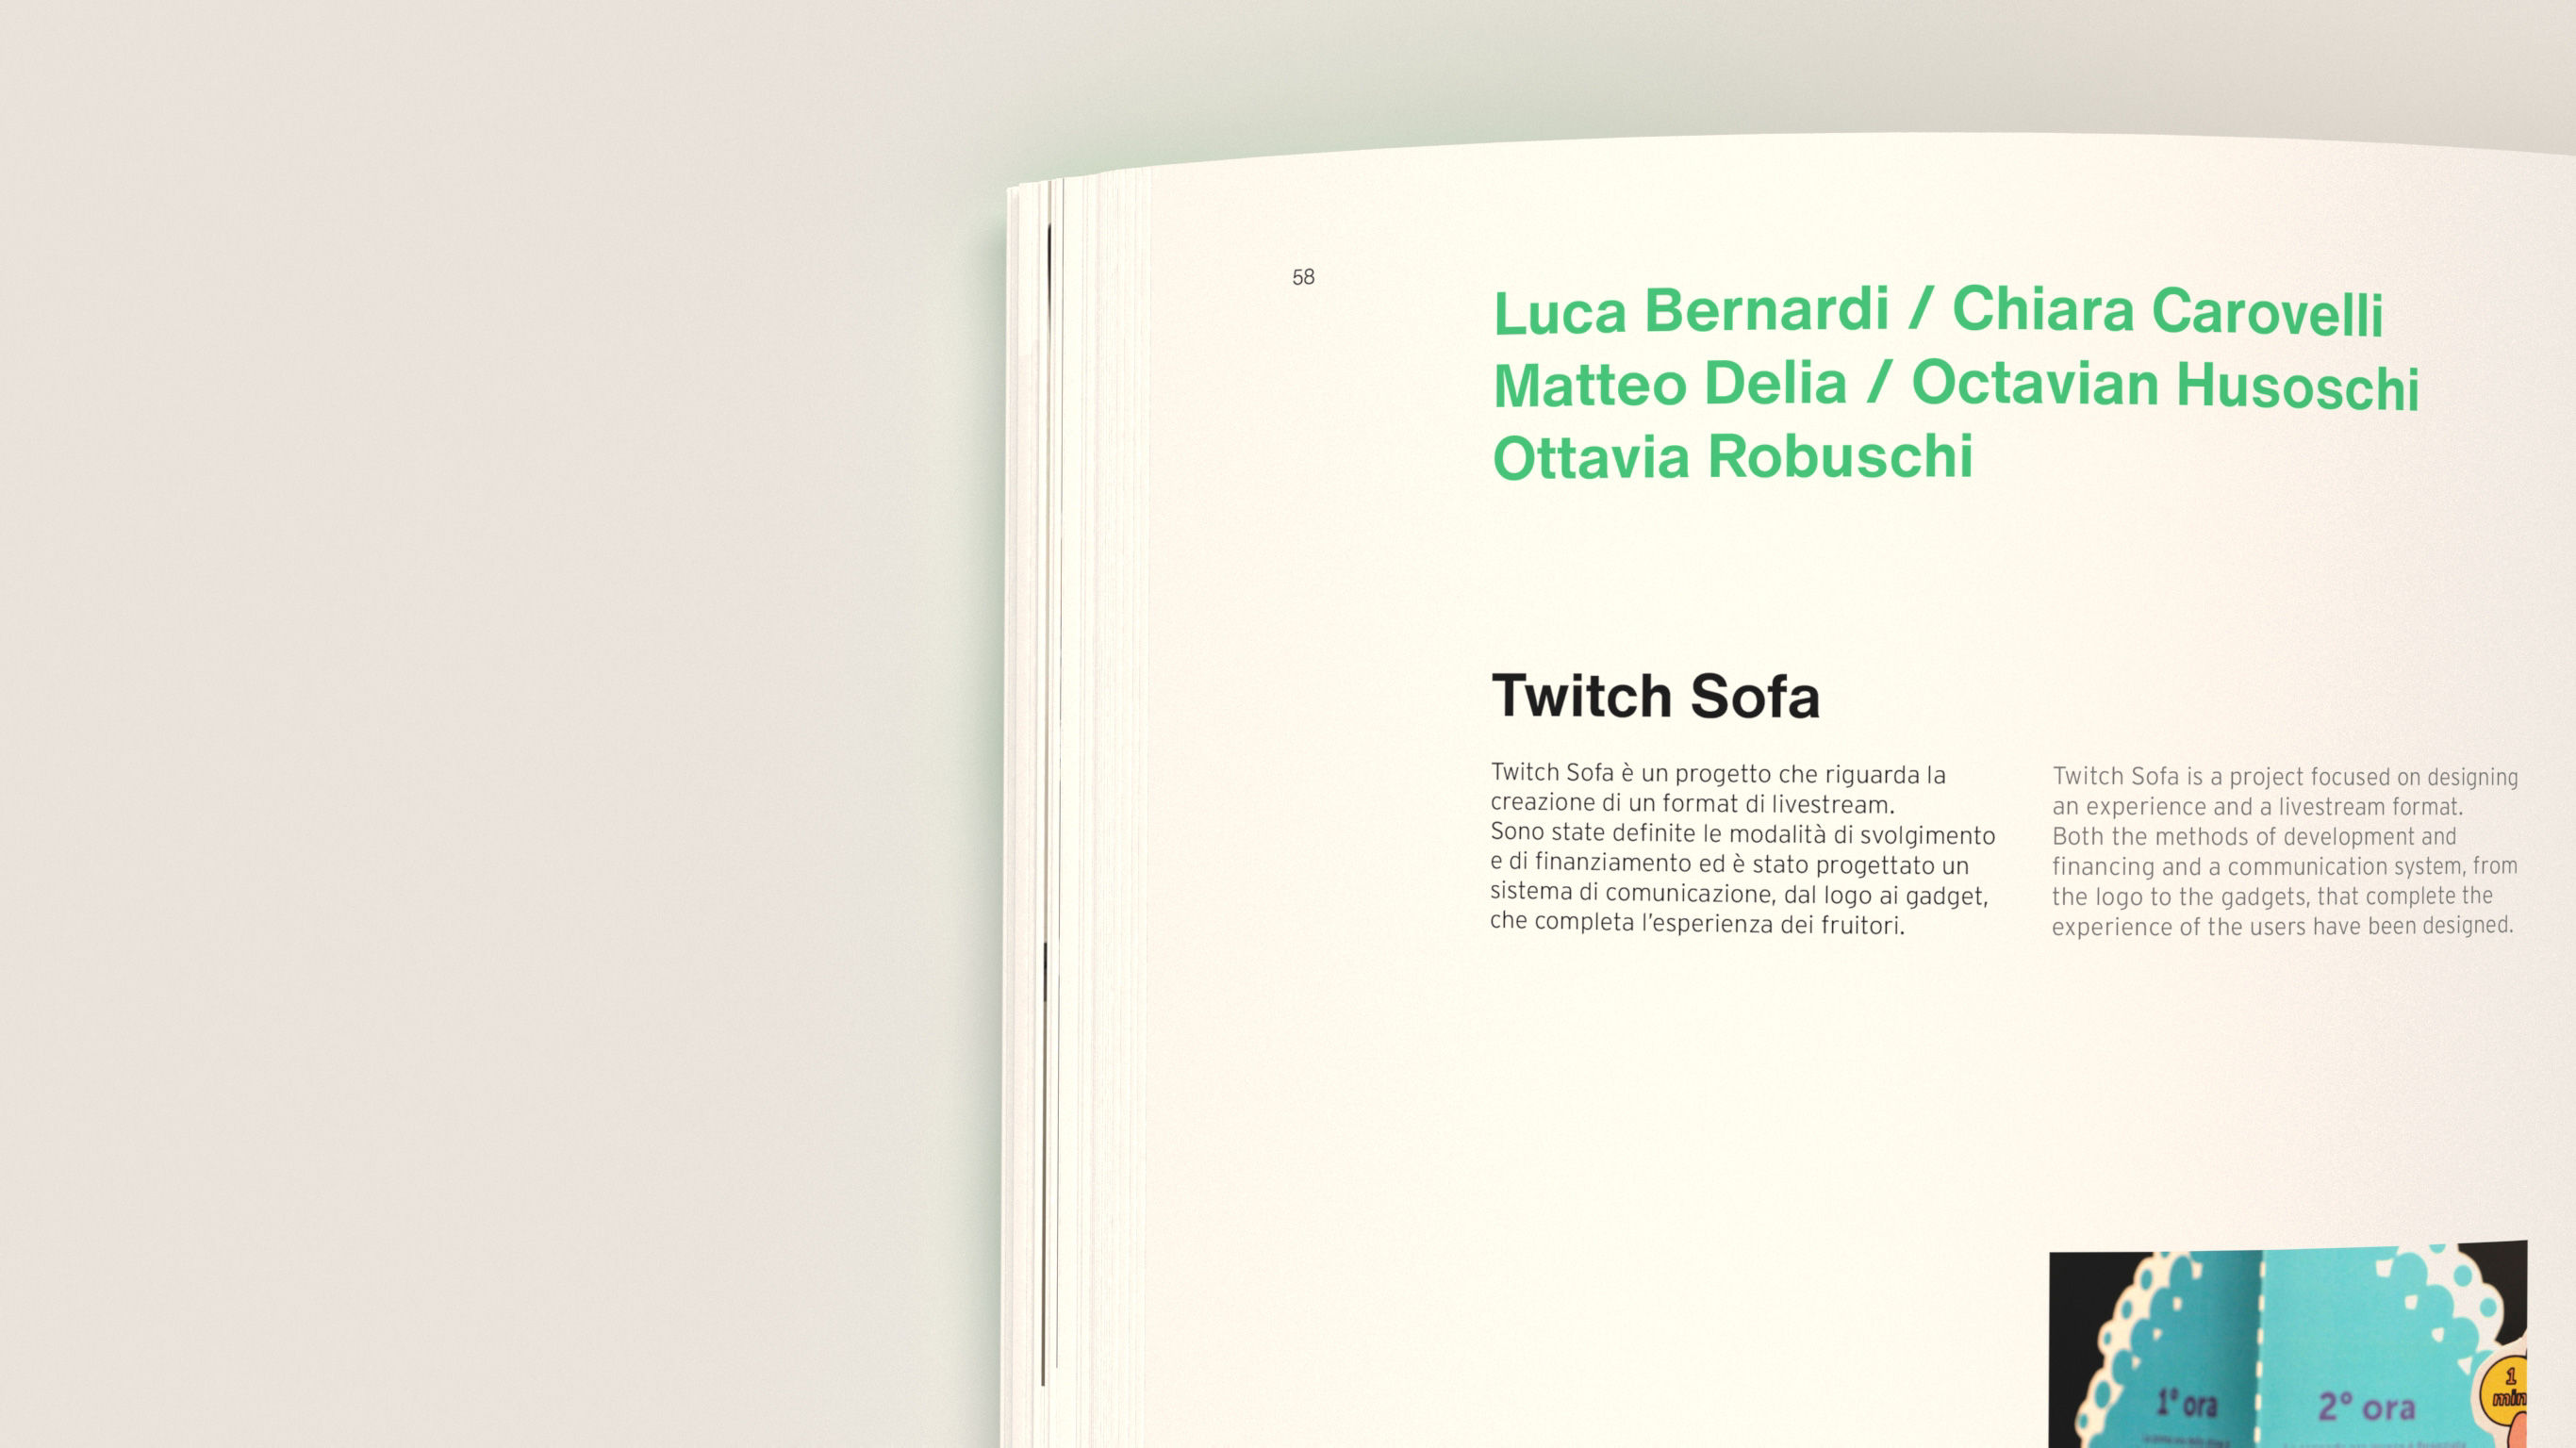 58
Luca Bernardi / Chiara Carovelli
Matteo Delia / Octavian Husoschi
Ottavia Robuschi
Twitch Sofa
Twitch Sofa è un progetto che riguarda la
creazione di un format di livestream.
Sono state definite le modalità di svolgimento
e di finanziamento ed è stato progettato un
sistema di comunicazione, dal logo ai gadget,
che completa l'esperienza dei fruitori.
Twitch Sofa is a project focused on designing
an experience and a livestream format.
Both the methods of development and
financing and a communication system, from
the logo to the gadgets, that complete the
experience of the users have been designed.
1° ora
2° ora
1
min